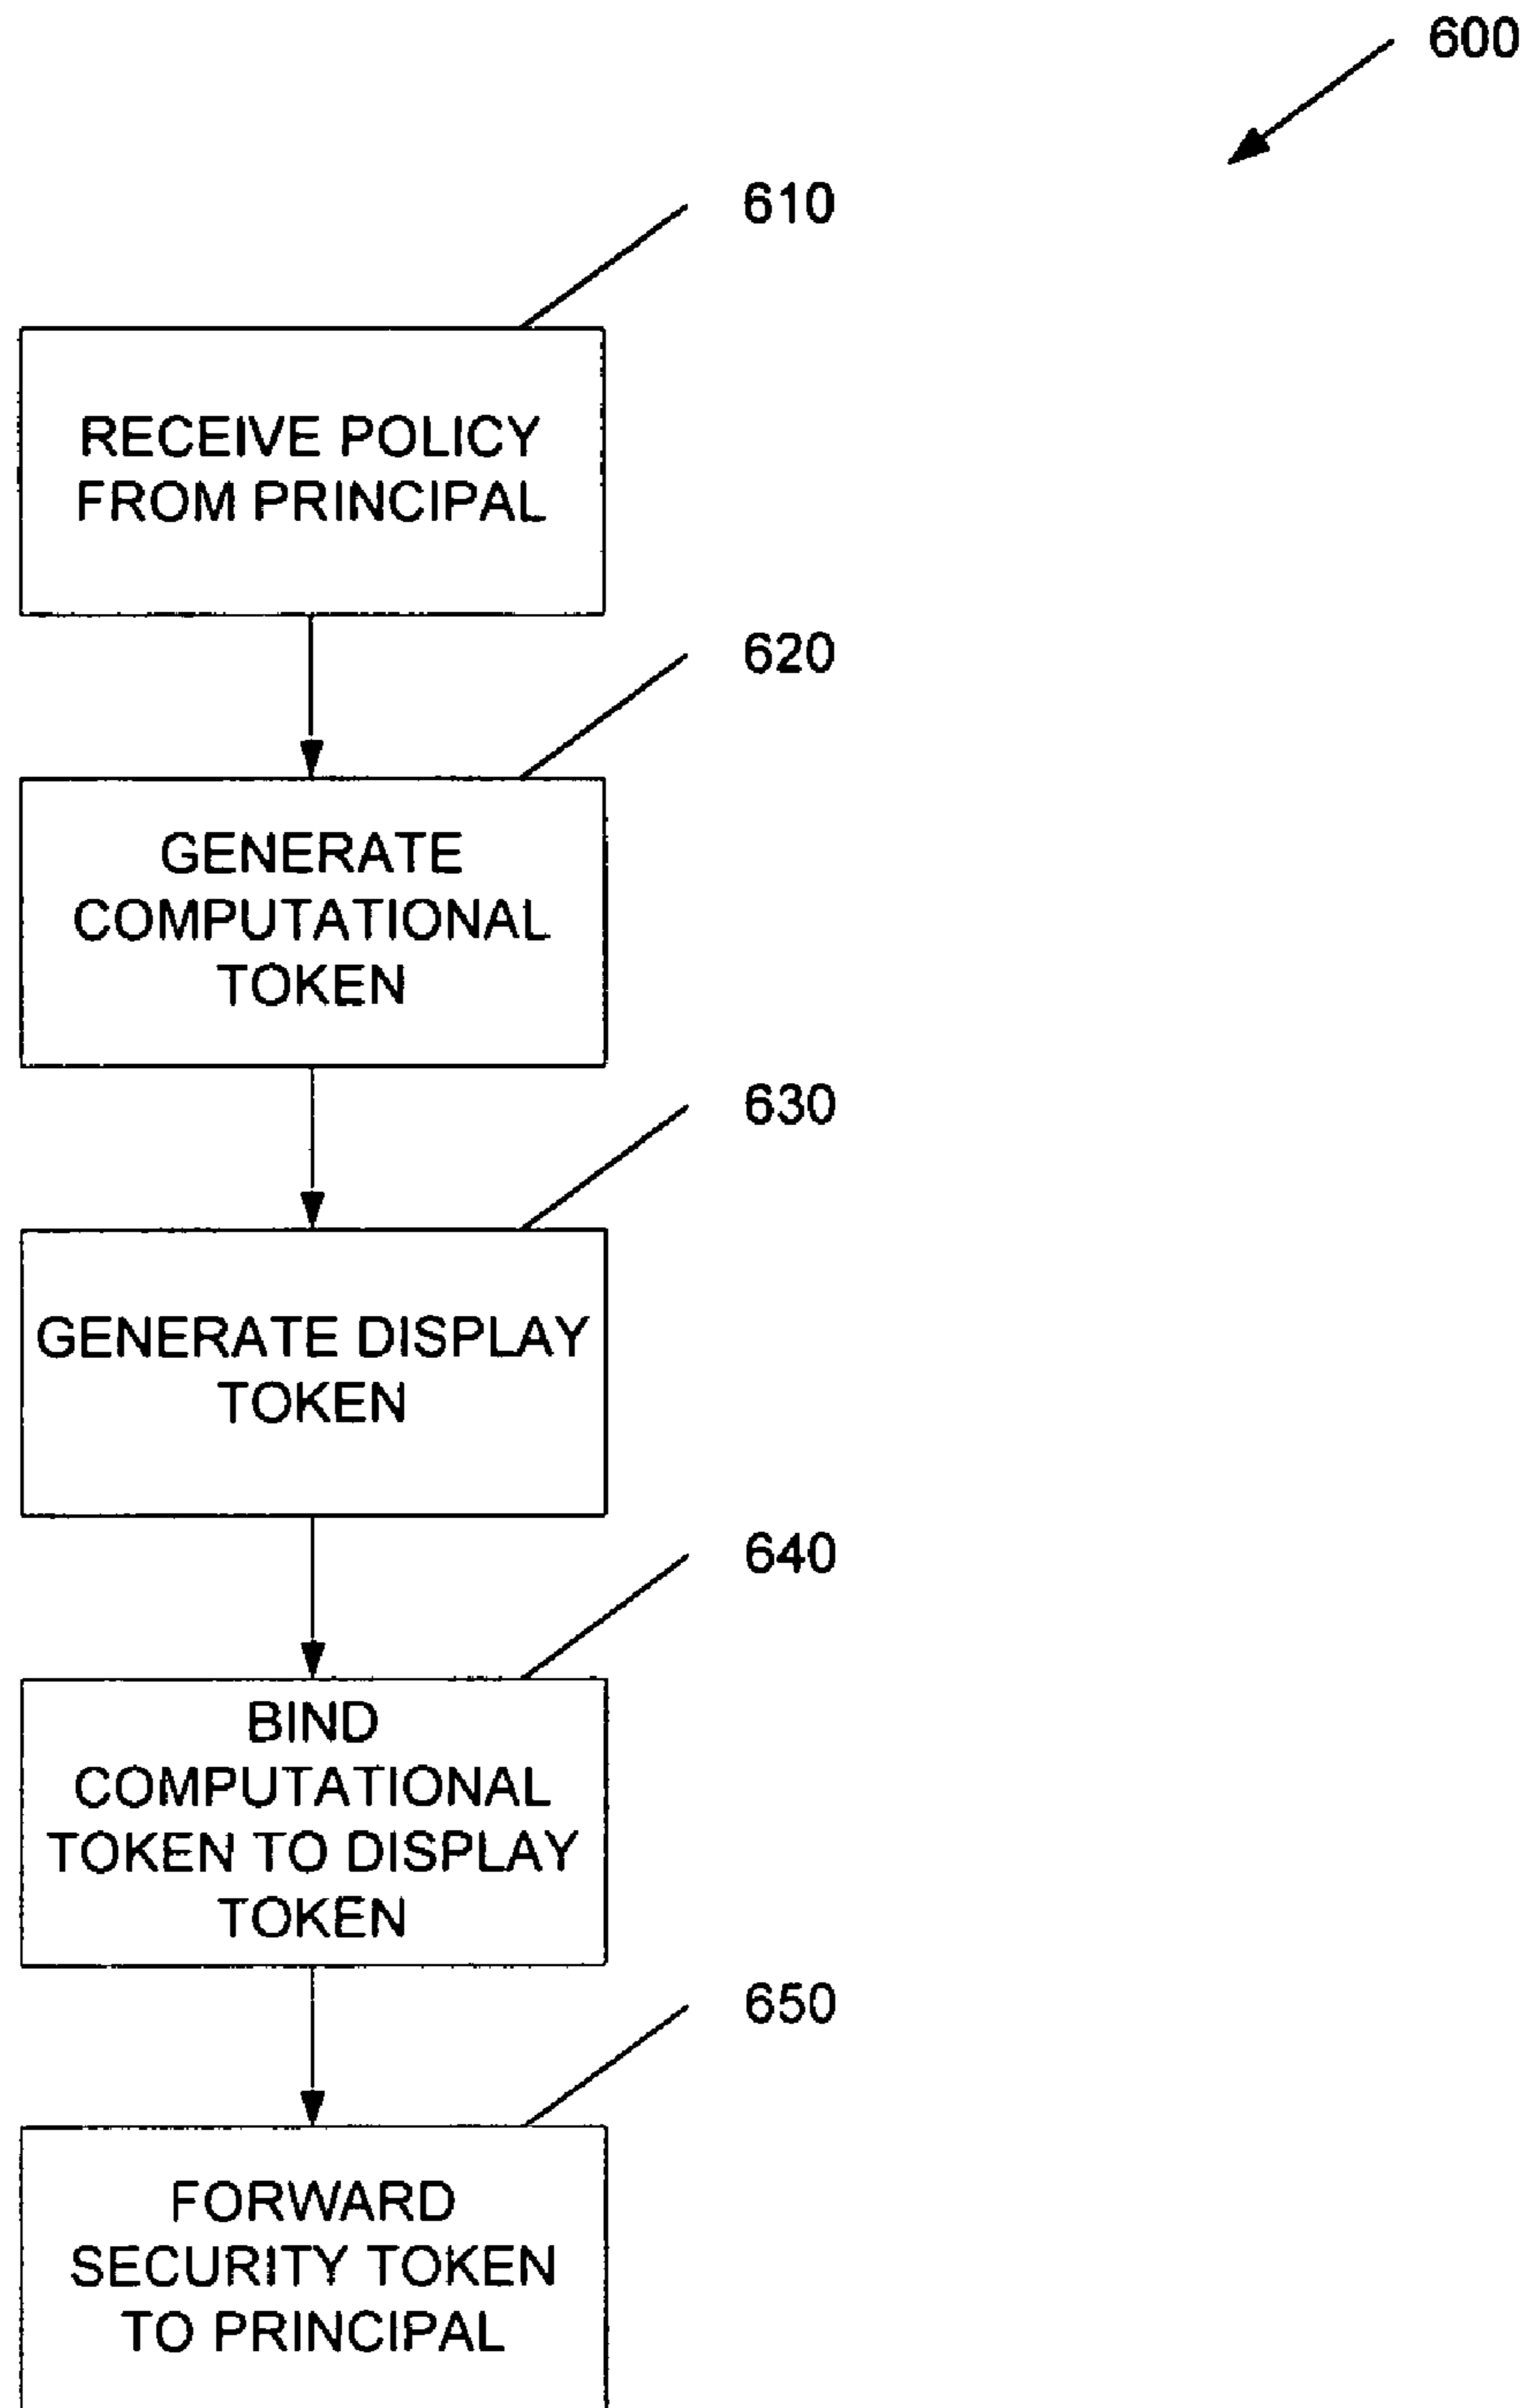 600
610
RECEIVE POLICY
FROM PRINCIPAL
620
GENERATE
COMPUTATIONAL
TOKEN
630
GENERATE DISPLAY
TOKEN
640
BIND
COMPUTATIONAL
TOKEN TO DISPLAY
TOKEN
650
FORWARD
SECURITY TOKEN
TO PRINCIPAL